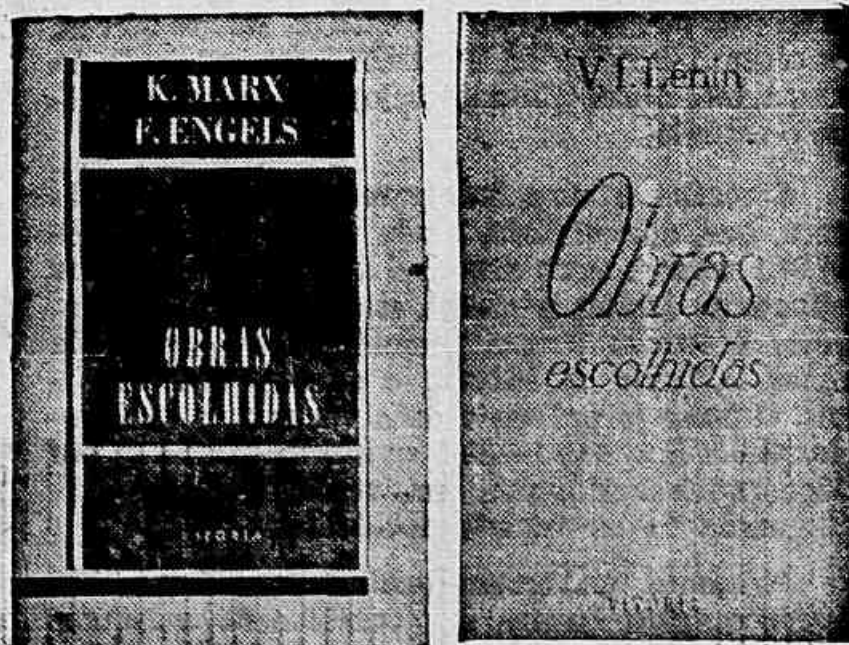 K. MARX
F. ENGELS
OBRAS
ESCOLHIDAS
V. I. Lénin
Obras
escolhidas